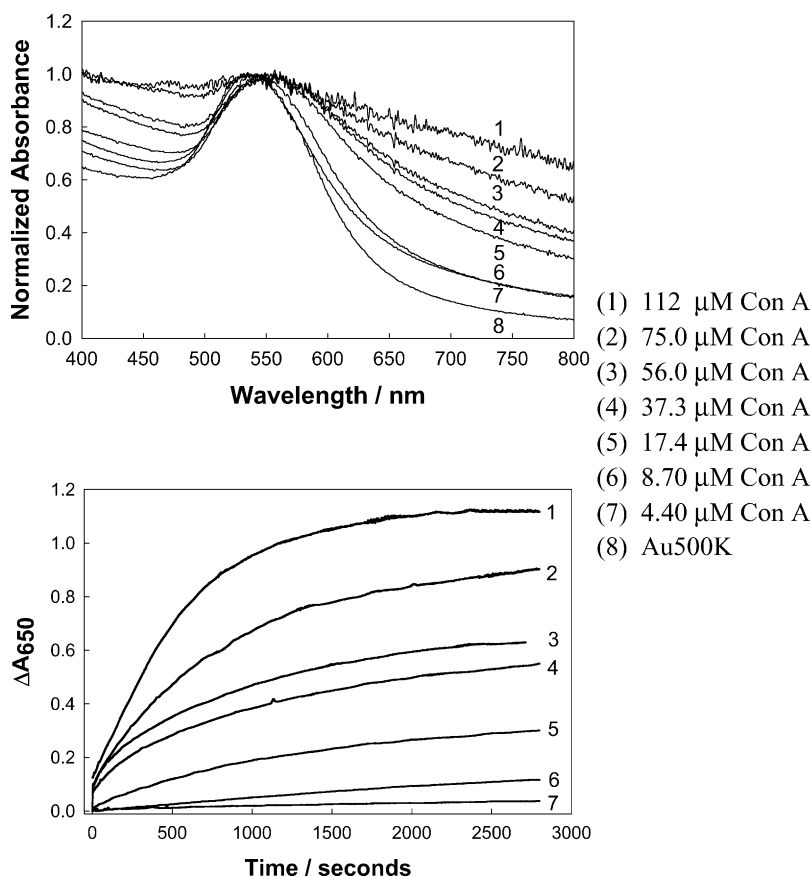 1.2
1.0
0.8
0.6
0.4
0.2
0.0
Normalized Absorbance
1
2
3
4
5
6
7
8
400 450 500 550 600 650 700 750 800
Wavelength / nm
(1) 112 μM Con A
(2) 75.0 μM Con A
(3) 56.0 μM Con A
(4) 37.3 μM Con A
(5) 17.4 μM Con A
(6) 8.70 μM Con A
(7) 4.40 μM Con A
(8) Au500K
1.2
1.0
0.8
0.6
0.4
0.2
0.0
ΔA650
1
2
3
4
5
6
7
0 500 1000 1500 2000 2500 3000
Time / seconds